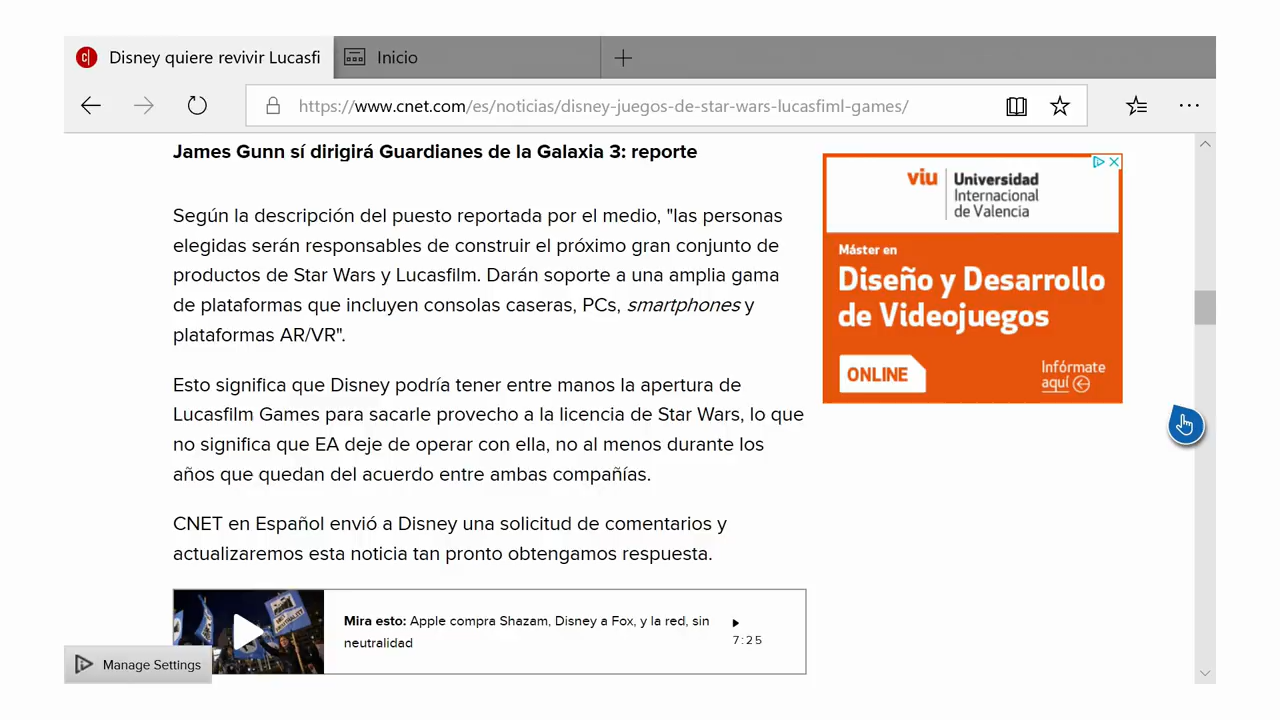 Disney quiere revivir Lucasfi
Inicio
https://www.cnet.com/es/noticias/disney-juegos-de-star-wars-lucasfiml-games/
James Gunn sí dirigirá Guardianes de la Galaxia 3: reporte
Según la descripción del puesto reportada por el medio, "las personas
elegidas serán responsables de construir el próximo gran conjunto de
productos de Star Wars y Lucasfilm. Darán soporte a una amplia gama
de plataformas que incluyen consolas caseras, PCs, smartphones y
plataformas AR/VR".
Esto significa que Disney podría tener entre manos la apertura de
Lucasfilm Games para sacarle provecho a la licencia de Star Wars, lo que
no significa que EA deje de operar con ella, no al menos durante los
años que quedan del acuerdo entre ambas compañías.
CNET en Español envió a Disney una solicitud de comentarios y
actualizaremos esta noticia tan pronto obtengamos respuesta.
Mira esto: Apple compra Shazam, Disney a Fox, y la red, sin
neutralidad
7:25
Manage Settings
viu
Universidad
Internacional
de Valencia
Máster en
Diseño y Desarrollo
de Videojuegos
ONLINE
Infórmate
aquí